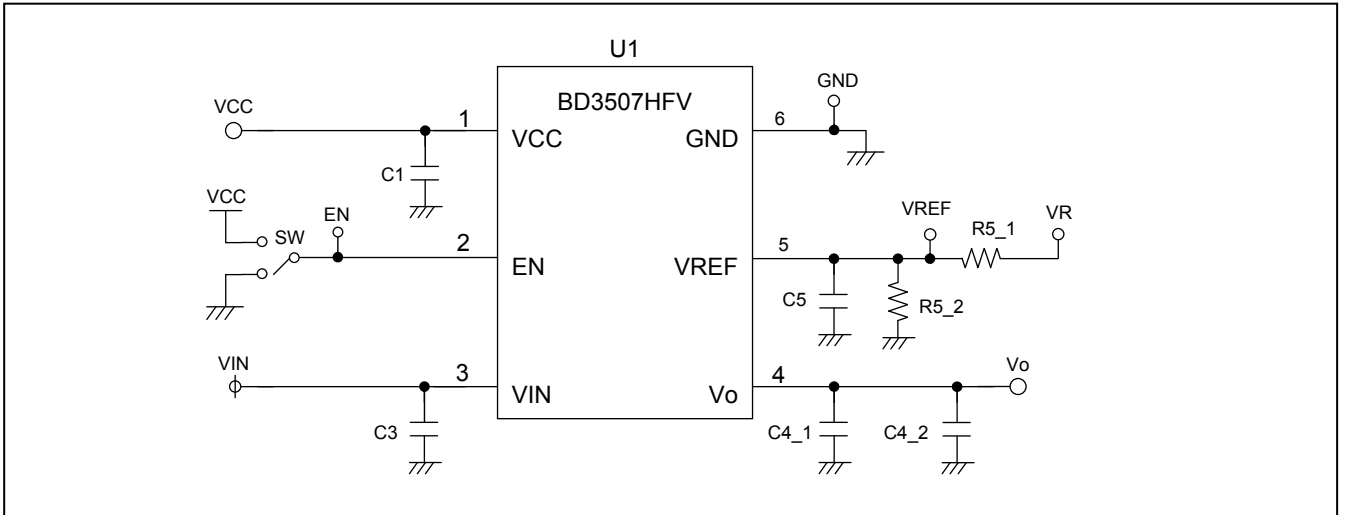 U1
BD3507HFV
VCC
1
VCC
C1
GND
6
GND
VCC
SW
EN
2
EN
VREF
R5_1
VR
5
VREF
C5
R5_2
VIN
3
VIN
C3
Vo
4
Vo
C4_1
C4_2